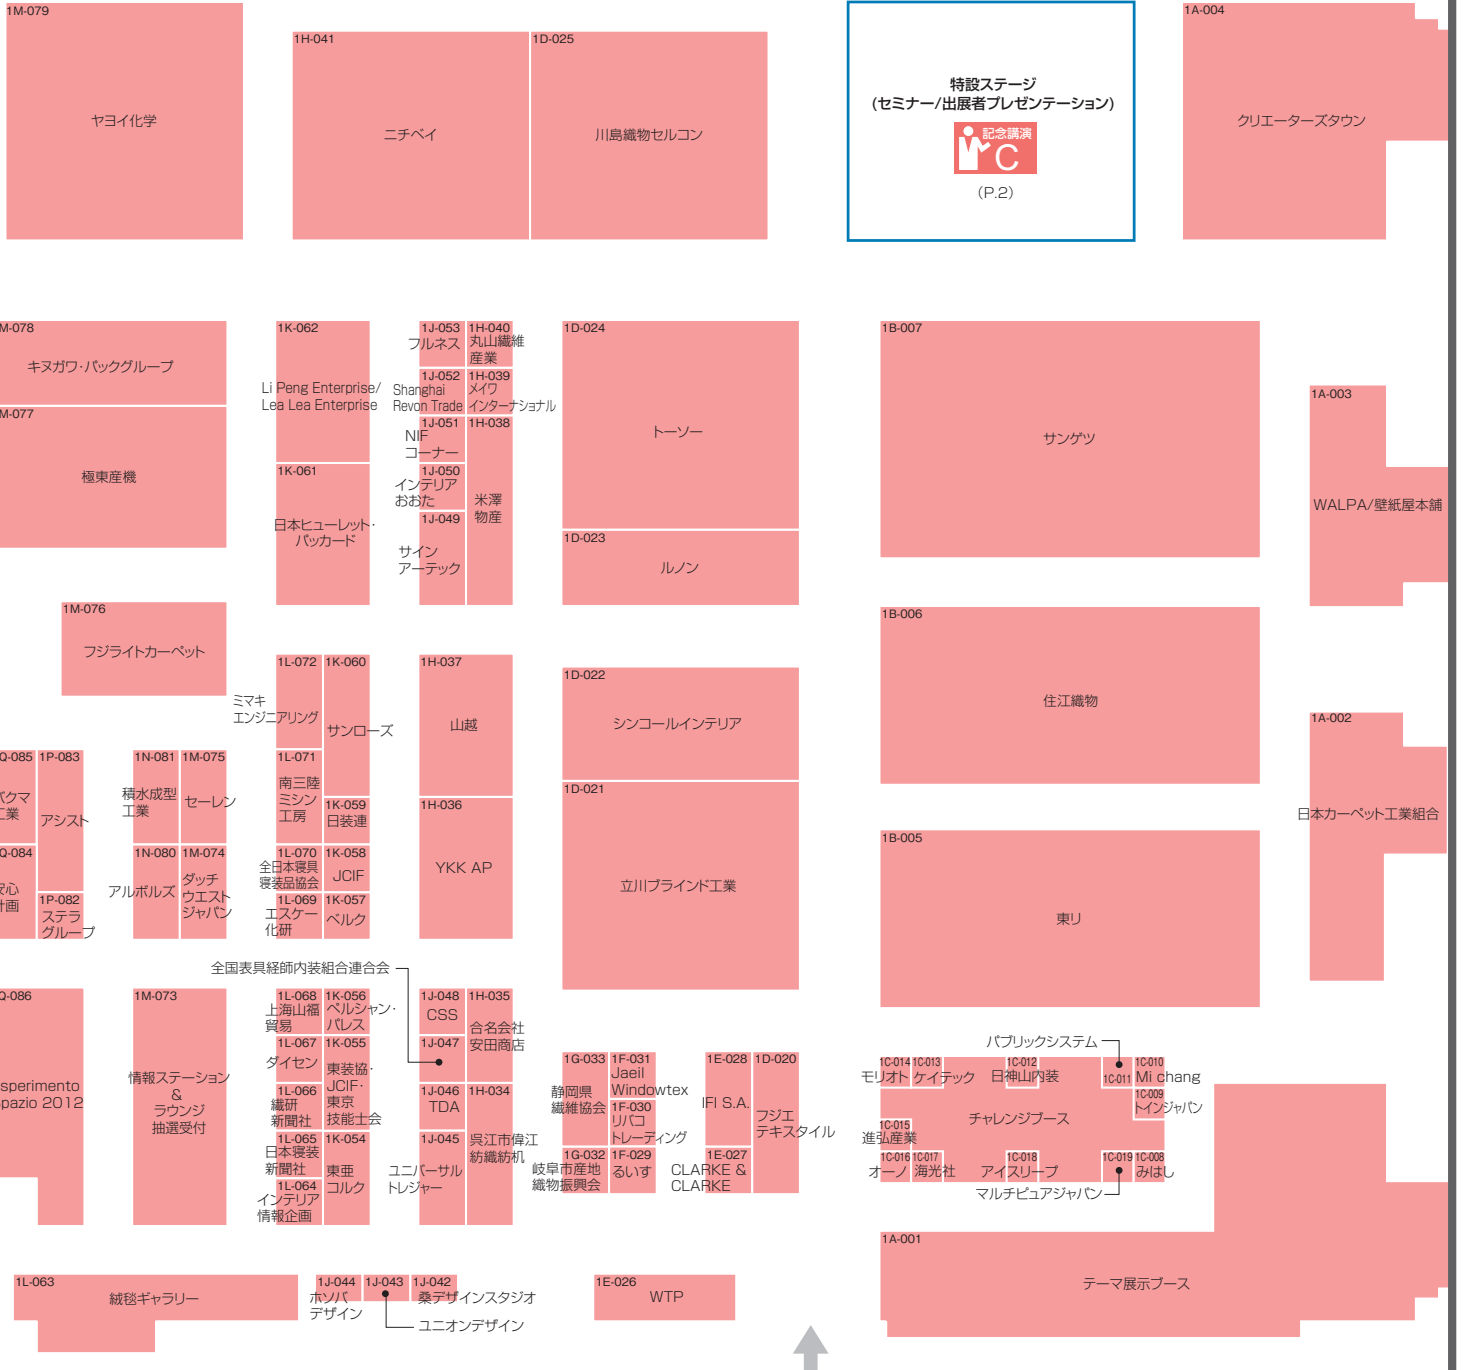 1M-079
ヤヨイ化学
1H-041
ニチベイ
1D-025
川島織物セルコン
特設ステージ
(セミナー/出展者プレゼンテーション)
記念講演
C
(P.2)
1A-004
クリエーターズタウン
M-078
キヌガワ・パックグループ
M-077
極東産機
1K-062
Li Peng Enterprise/
Lea Lea Enterprise
1K-061
日本ヒューレット・
パッカード
1J-053
フルネス
1H-040
丸山繊維
産業
1J-052
Shanghai
Revon Trade
1H-039
メイワ
インターナショナル
1J-051
NIF
コーナー
1H-038
米澤
物産
1J-050
インテリア
おおた
1J-049
サイン
アーテック
1D-024
トーソー
1D-023
ルノン
1B-007
サンゲツ
1A-003
WALPA/壁紙屋本舗
1M-076
フジライトカーペット
1L-072
ミマキ
エンジニアリング
1K-060
サンローズ
1H-037
山越
1D-022
シンコールインテリア
1B-006
住江織物
1A-002
日本カーペット工業組合
Q-085
バクマ
工業
1P-083
アシスト
1N-081
積水成型
工業
1M-075
セーレン
1L-071
南三陸
ミシン
工房
1K-059
日装連
1H-036
YKK AP
1D-021
立川ブラインド工業
1B-005
東リ
Q-084
安心
計画
1P-082
ステラ
グループ
1N-080
アルボルズ
1M-074
ダッチ
ウエスト
ジャパン
1L-070
全日本寝具
寝装品協会
1K-058
JCIF
1L-069
エスケー
化研
1K-057
ベルク
全国表具経師内装組合連合会
Q-086
sperimento
pazio 2012
1M-073
情報ステーション
&
ラウンジ
抽選受付
1L-068
上海山福
貿易
1K-056
ペルシャン・
パレス
1L-067
ダイセン
1K-055
東装協・
JCIF・
東京
技能士会
1L-066
繊研
新聞社
1L-065
日本寝装
新聞社
1K-054
東亜
コルク
1L-064
インテリア
情報企画
1J-048
CSS
1H-035
合名会社
安田商店
1J-047
1J-046
TDA
1H-034
呉江市偉江
紡織紡机
1J-045
ユニバーサル
トレジャー
1G-033
静岡県
繊維協会
1F-031
Jaeil
Windowtex
1F-030
リバコ
トレーディング
1G-032
岐阜市産地
織物振興会
1F-029
るいす
1E-028
IFI S.A.
1D-020
フジエ
テキスタイル
1E-027
CLARKE &
CLARKE
パブリックシステム
1C-014
モリオト
1C-013
ケイテック
1C-012
日神山内装
1C-011
1C-010
Mi chang
1C-009
トインジャパン
チャレンジブース
1C-015
進弘産業
1C-016
オーノ
1C-017
海光社
1C-018
アイスリープ
1C-019
1C-008
みはし
マルチピュアジャパン
1A-001
テーマ展示ブース
1L-063
絨毯ギャラリー
1J-044
ホソバ
デザイン
1J-043
1J-042
桑デザインスタジオ
ユニオンデザイン
1E-026
WTP